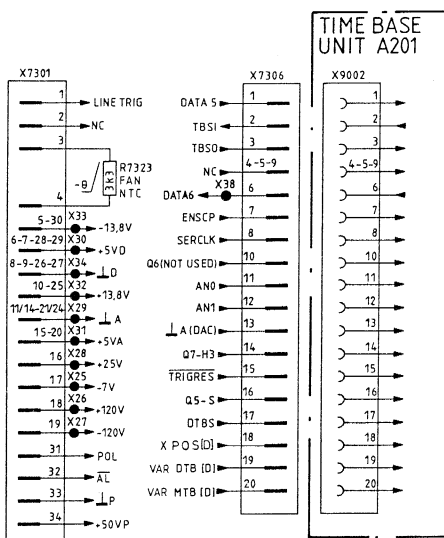 TIME BASE
UNIT A201
X7301
X7306
X9002
1 LINE TRIG
2 NC
3
R7323
FAN
NTC
3k3
-θ
4
5-30 X33 -13,8V
6-7-28-29 X30 +5VD
8-9-26-27 X34 ⊥ D
10-25 X32 +13,8V
11/14-21/24 X29 ⊥ A
15-20 X31 +5VA
16 X28 +25V
17 X25 -7V
18 X26 +120V
19 X27 -120V
31 POL
32 AL
33 ⊥ P
34 +50VP
DATA 5 1
TBSI 2
TBSO 3
NC 4-5-9
DATA6 X38 6
ENSCP 7
SERCLK 8
Q6(NOT USED) 10
AN0 11
AN1 12
⊥ A(DAC) 13
Q7-H3 14
TRIGRES 15
Q5-S 16
DTBS 17
X POS[D] 18
VAR DTB [D] 19
VAR MTB [D] 20
1
2
3
4-5-9
6
7
8
10
11
12
13
14
15
16
17
18
19
20